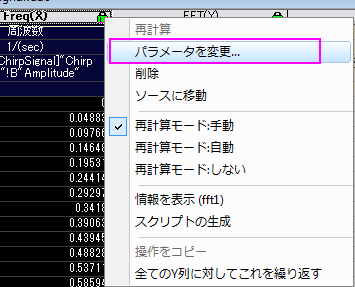 Freq(X)
FFT(Y)
周波数
1/(sec)
ChirpSignal]"Chirp
"!B"Amplitude"
0
0.04883
0.09766
0.14648
0.19531
0.24414
0.29297
0.3418
0.39063
0.43945
0.48828
0.53711
0.58594
再計算
パラメータを変更...
削除
ソースに移動
再計算モード:手動
再計算モード:自動
再計算モード:しない
情報を表示 (fft1)
スクリプトの生成
操作をコピー
全てのY列に対してこれを繰り返す